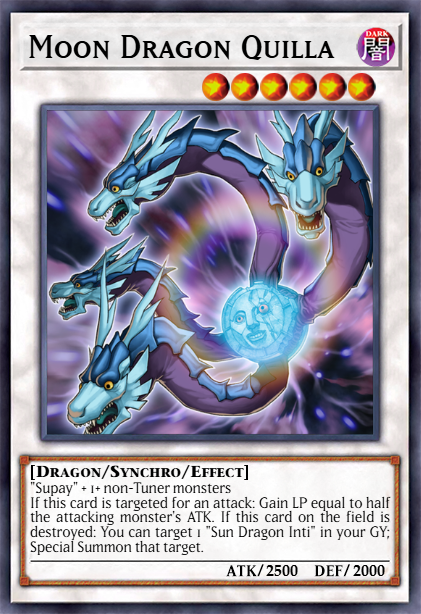 Moon Dragon Quilla
DARK
闇
[Dragon/Synchro/Effect]
"Supay" + 1+ non-Tuner monsters
If this card is targeted for an attack: Gain LP equal to half
the attacking monster's ATK. If this card on the field is
destroyed: You can target 1 "Sun Dragon Inti" in your GY;
Special Summon that target.
ATK/2500 DEF/2000